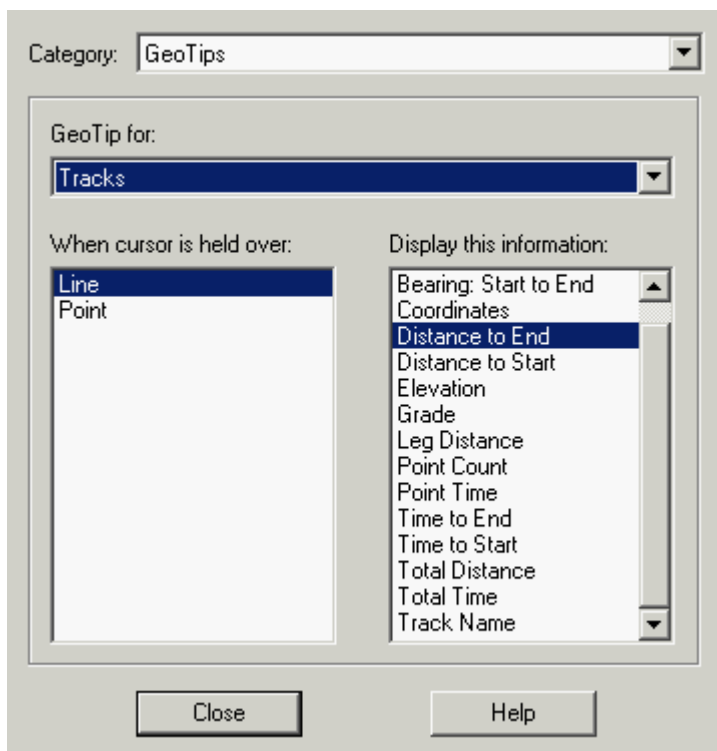 Category: GeoTips
GeoTip for:
Tracks
When cursor is held over:
Line
Point
Display this information:
Bearing: Start to End
Coordinates
Distance to End
Distance to Start
Elevation
Grade
Leg Distance
Point Count
Point Time
Time to End
Time to Start
Total Distance
Total Time
Track Name
Close
Help